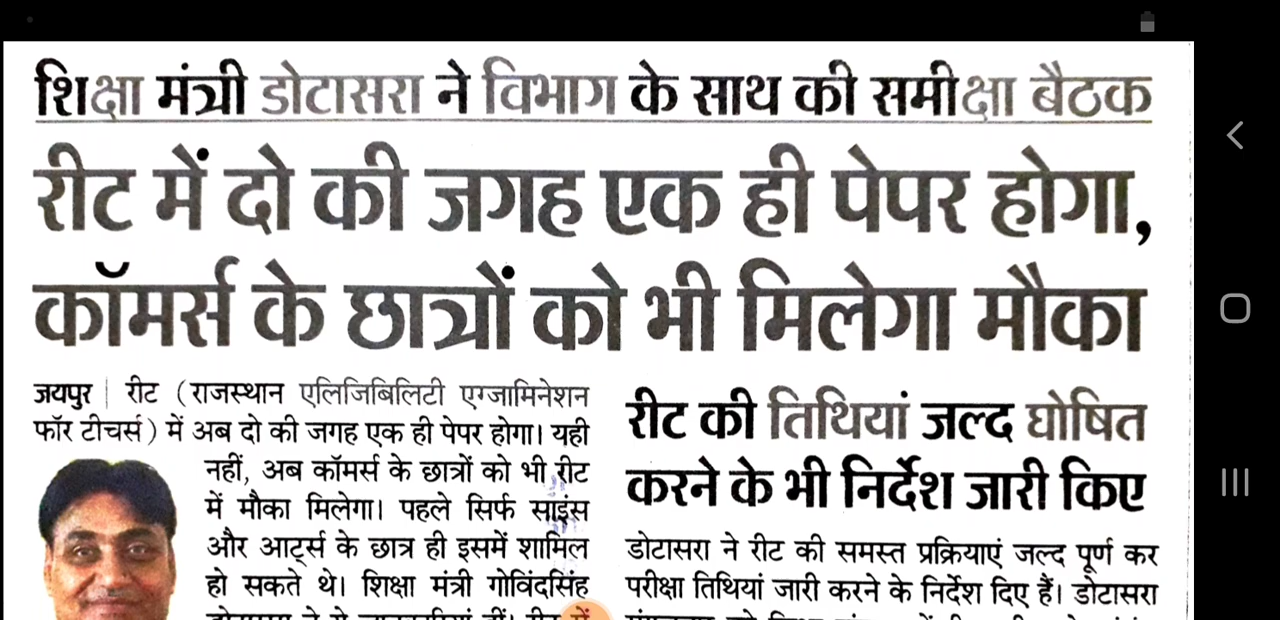 शिक्षा मंत्री डोटासरा ने विभाग के साथ की समीक्षा बैठक
रीट में दो की जगह एक ही पेपर होगा,
कॉमर्स के छात्रों को भी मिलेगा मौका
जयपुर | रीट (राजस्थान एलिजिबिलिटी एग्जामिनेशन
फॉर टीचर्स) में अब दो की जगह एक ही पेपर होगा। यही
नहीं, अब कॉमर्स के छात्रों को भी रीट
में मौका मिलेगा। पहले सिर्फ साइंस
और आर्ट्स के छात्र ही इसमें शामिल
हो सकते थे। शिक्षा मंत्री गोविंदसिंह
रीट की तिथियां जल्द घोषित
करने के भी निर्देश जारी किए
डोटासरा ने रीट की समस्त प्रक्रियाएं जल्द पूर्ण कर
परीक्षा तिथियां जारी करने के निर्देश दिए हैं। डोटासरा